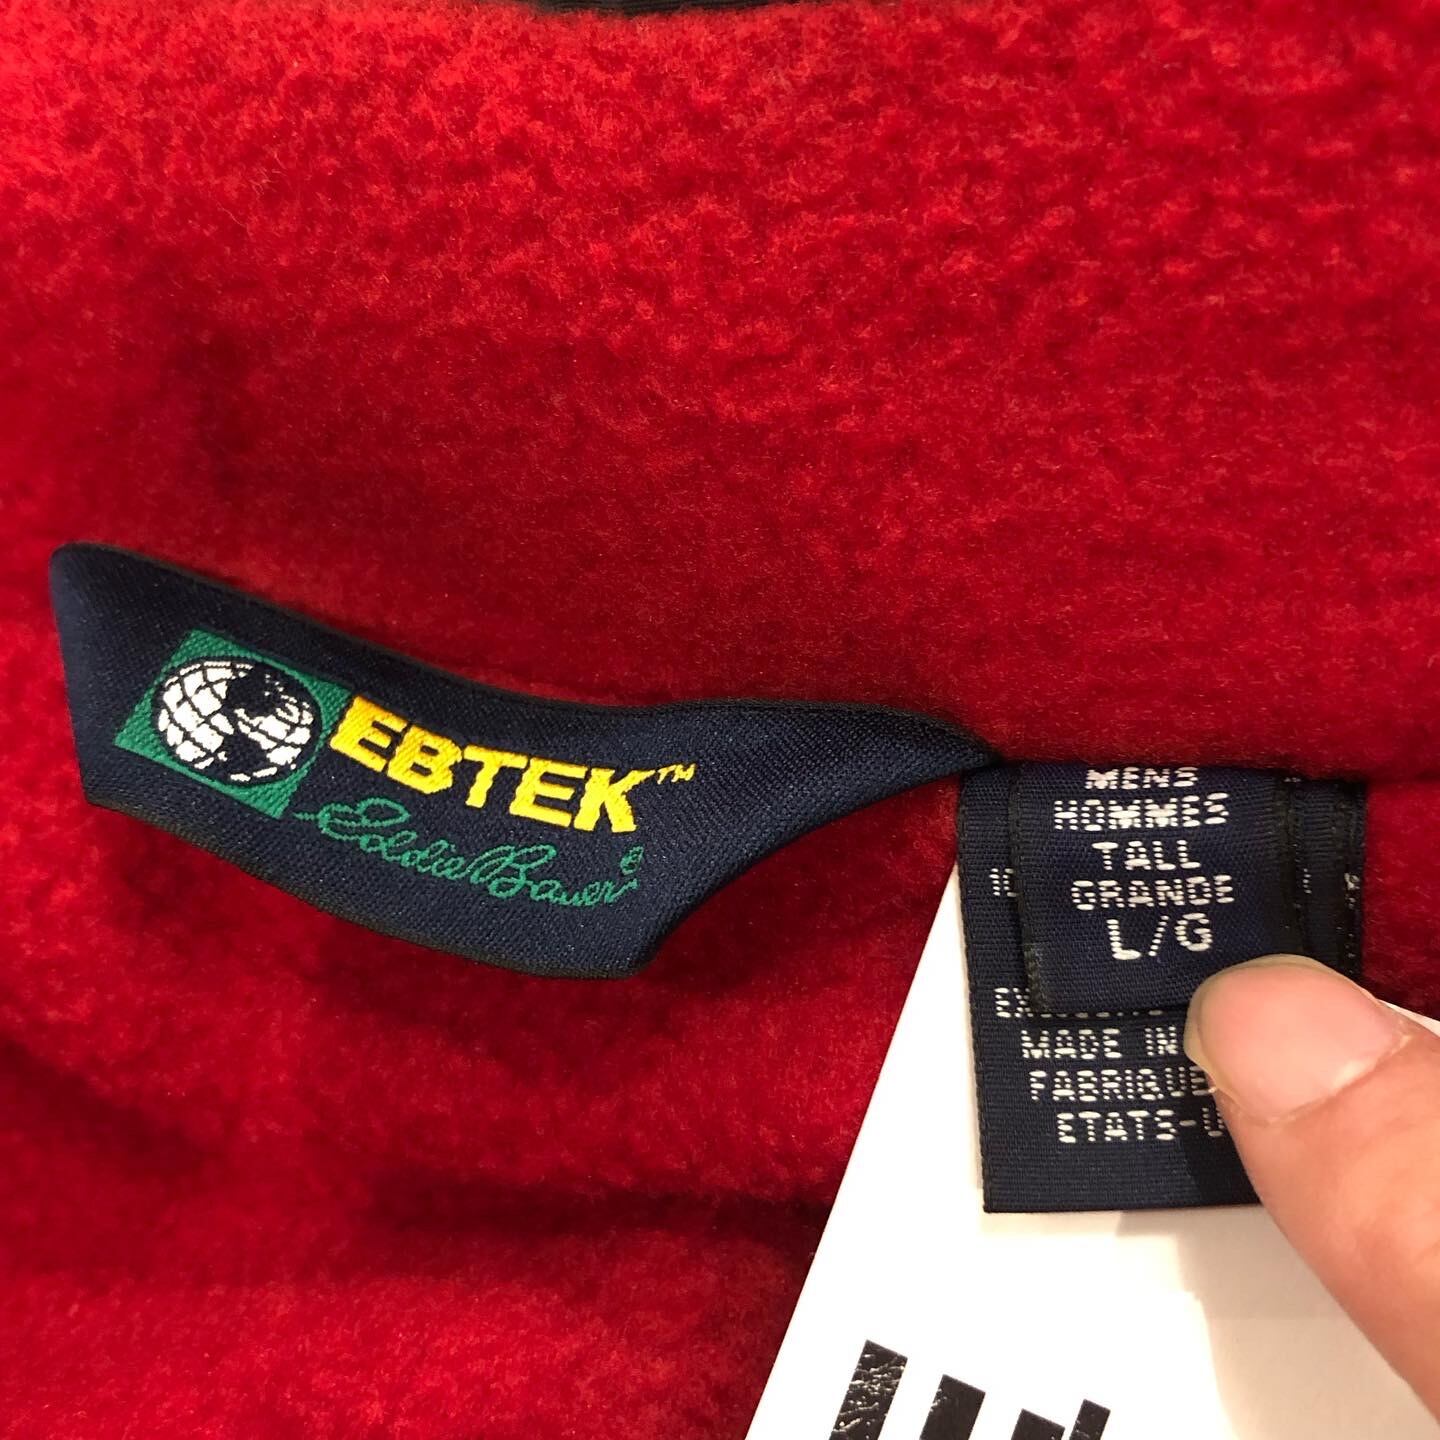 EBTEK™
Eddie Bauer®
MENS
HOMMES
TALL
GRANDE
L/G
MADE IN
FABRIQUE
ETATS-U